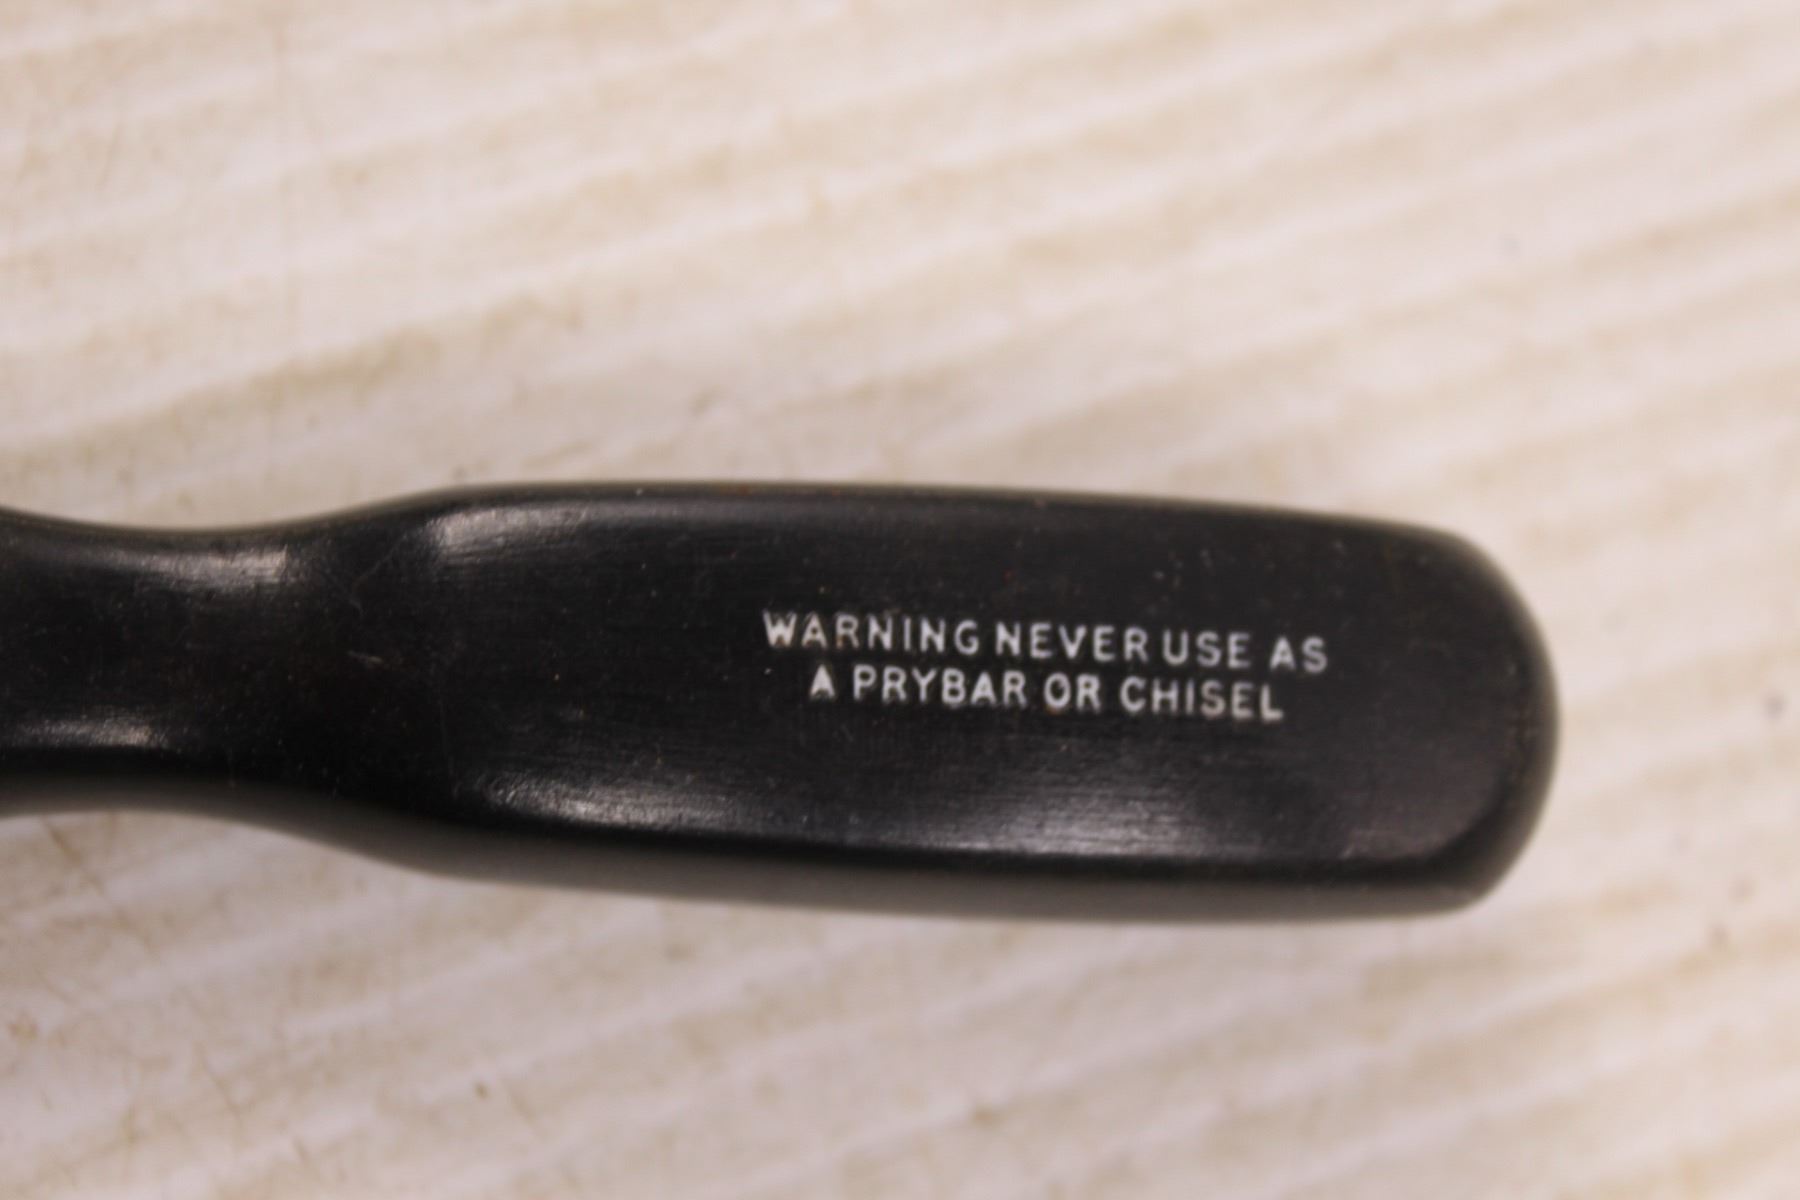 WARNING NEVER USE AS
A PRYBAR OR CHISEL